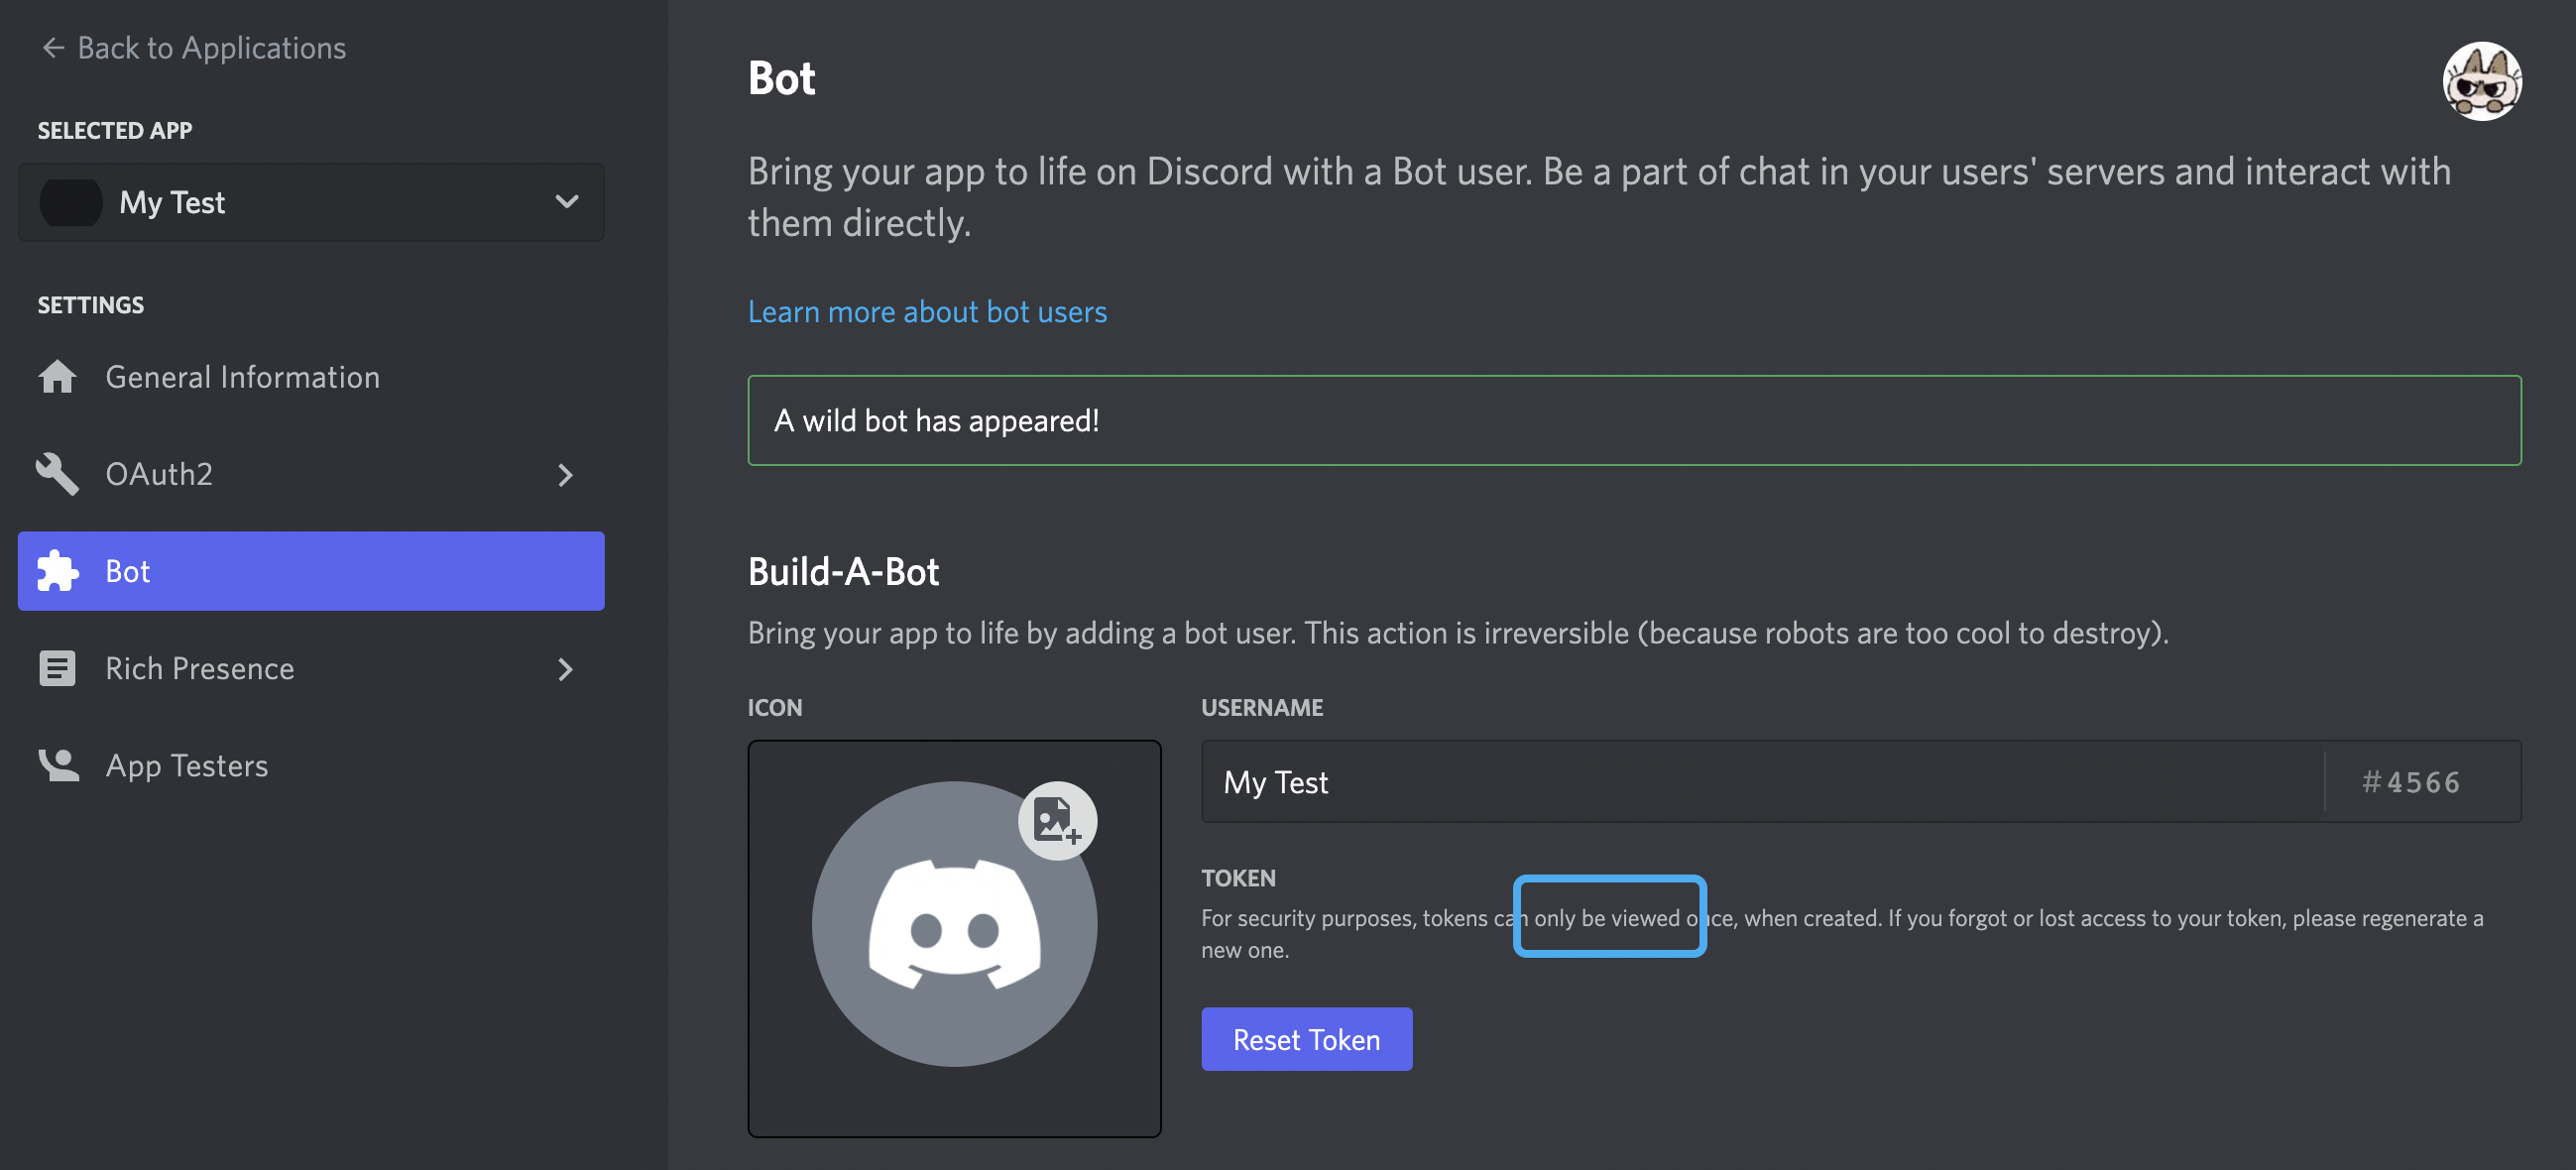 Back to Applications
SELECTED APP
My Test
SETTINGS
General Information
OAuth2
Bot
Rich Presence
App Testers
Bot
Bring your app to life on Discord with a Bot user. Be a part of chat in your users' servers and interact with
them directly.
Learn more about bot users
A wild bot has appeared!
Build-A-Bot
Bring your app to life by adding a bot user. This action is irreversible (because robots are too cool to destroy).
ICON
USERNAME
My Test
#4566
TOKEN
For security purposes, tokens can only be viewed once, when created. If you forgot or lost access to your token, please regenerate a
new one.
Reset Token